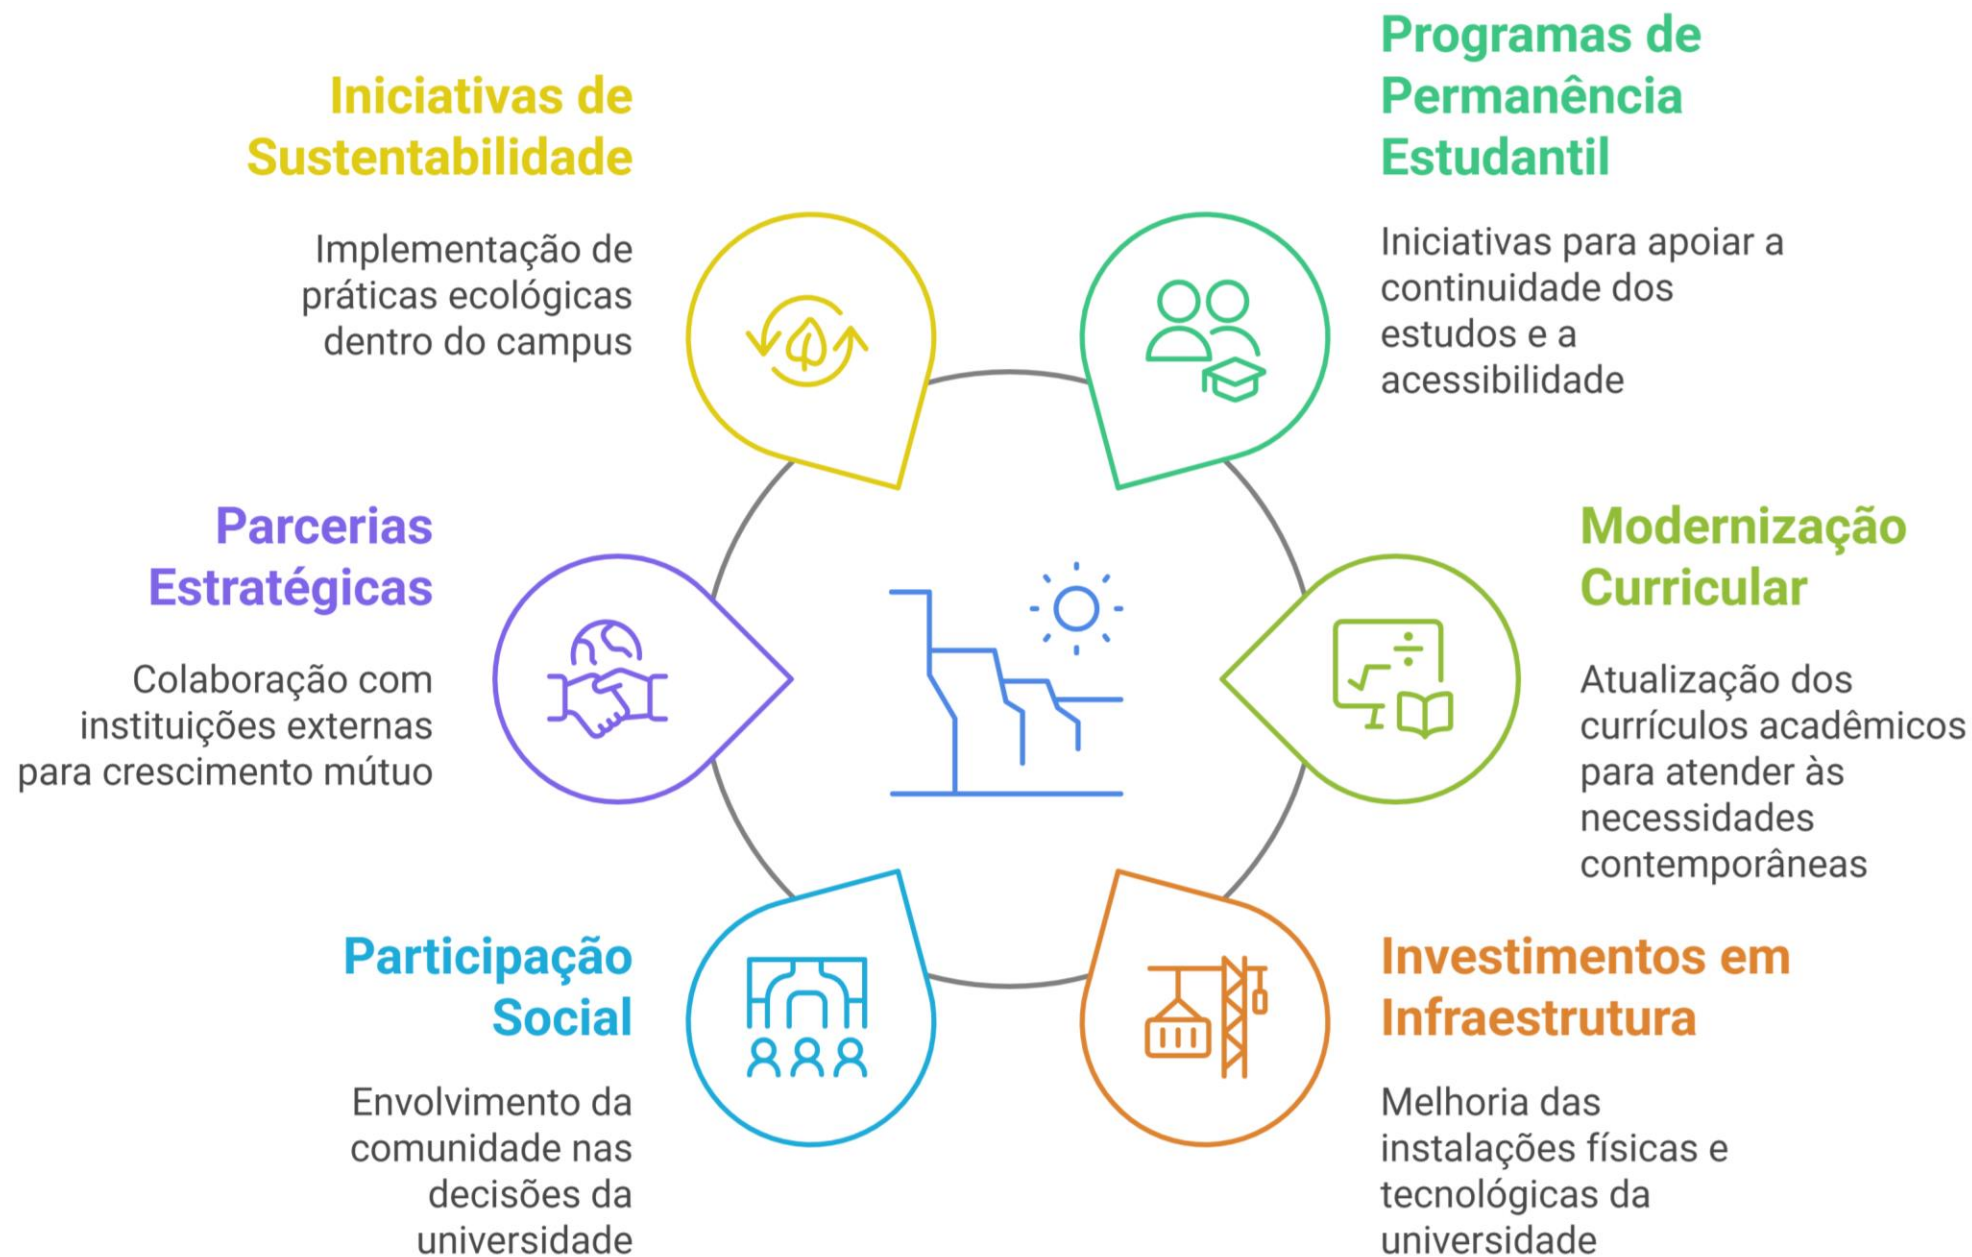 Iniciativas de
Sustentabilidade
Implementação de
práticas ecológicas
dentro do campus
Programas de
Permanência
Estudantil
Iniciativas para apoiar a
continuidade dos
estudos e a
acessibilidade
Parcerias
Estratégicas
Colaboração com
instituições externas
para crescimento mútuo
Modernização
Curricular
Atualização dos
currículos acadêmicos
para atender às
necessidades
contemporâneas
Participação
Social
Envolvimento da
comunidade nas
decisões da
universidade
Investimentos em
Infraestrutura
Melhoria das
instalações físicas e
tecnológicas da
universidade